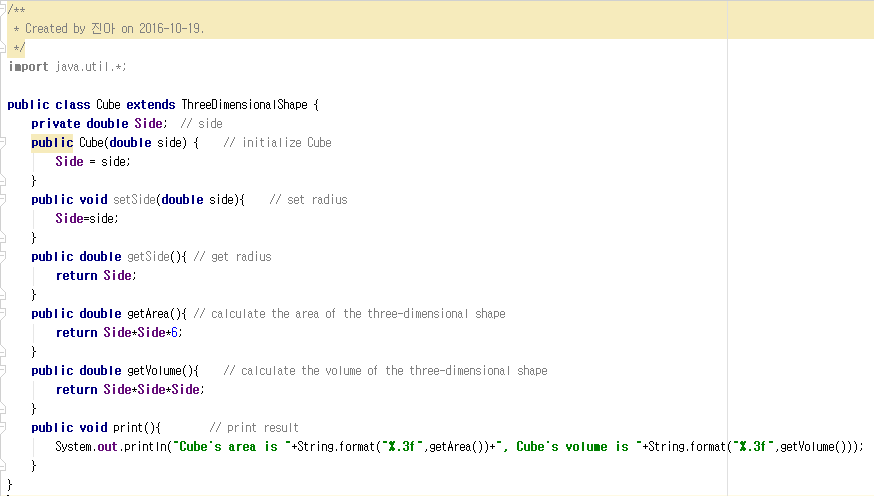 /**
 * Created by 진아 on 2016-10-19.
 */
import java.util.*;

public class Cube extends ThreeDimensionalShape {
    private double Side;  // side
    public Cube(double side) {    // initialize Cube
        Side = side;
    }
    public void setSide(double side){    // set radius
        Side=side;
    }
    public double getSide(){ // get radius
        return Side;
    }
    public double getArea(){ // calculate the area of the three-dimensional shape
        return Side*Side*6;
    }
    public double getVolume(){    // calculate the volume of the three-dimensional shape
        return Side*Side*Side;
    }
    public void print(){        // print result
        System.out.println("Cube's area is "+String.format("%.3f",getArea())+", Cube's volume is "+String.format("%.3f",getVolume()));
    }
}